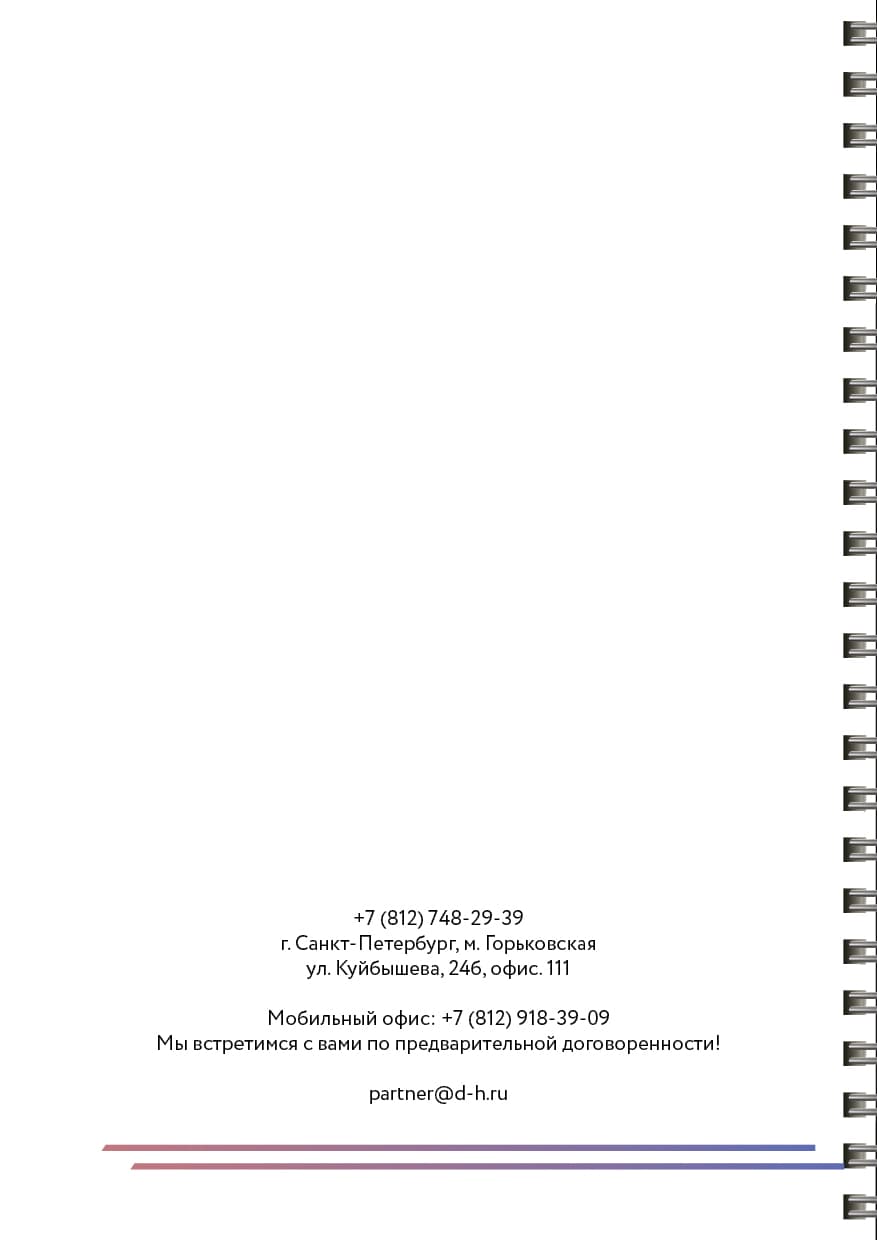 +7 (812) 748-29-39
г. Санкт-Петербург, м. Горьковская
ул. Куйбышева, 24б, офис. 111
Мобильный офис: +7 (812) 918-39-09
Мы встретимся с вами по предварительной договоренности!
partner@d-h.ru